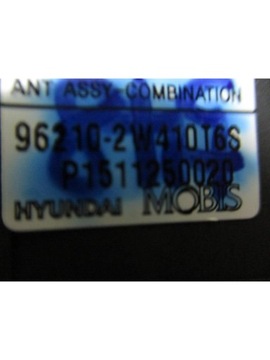 ANT ASSY-COMBINATION
96210-2W410T6S
P1511250020
HYUNDAI MOBIS